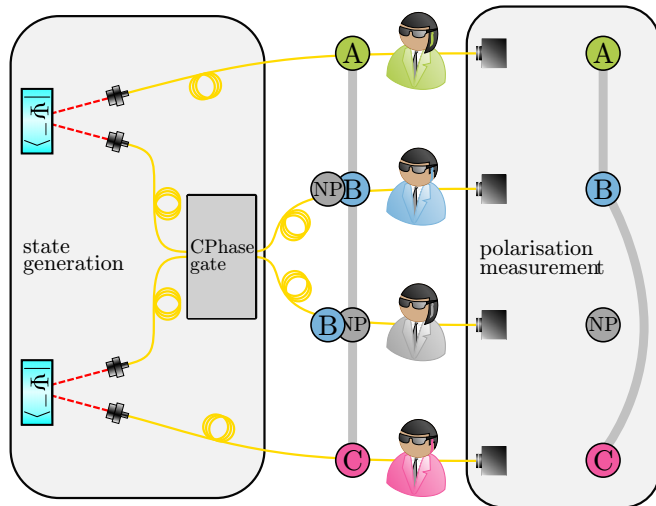 A
A
|Ψ−⟩
NP
B
B
state
generation
CPhase
gate
polarisation
measurement
B
NP
NP
|Ψ−⟩
C
C